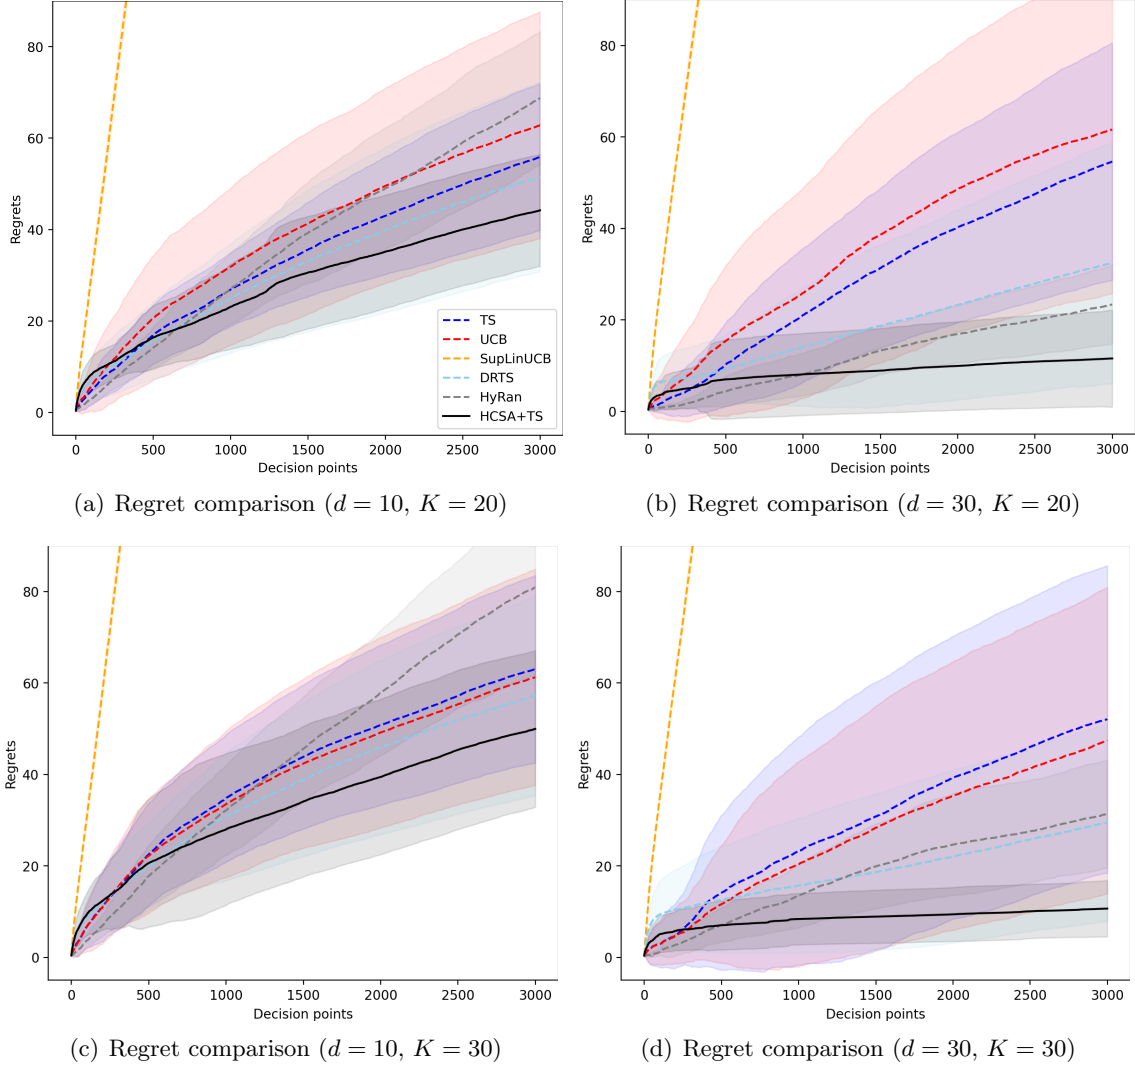 80
60
40
20
0
Regrets
0 500 1000 1500 2000 2500 3000
Decision points
TS
UCB
SupLinUCB
DRTS
HyRan
HCSA+TS
(a) Regret comparison (d = 10, K = 20)
80
60
40
20
0
Regrets
0 500 1000 1500 2000 2500 3000
Decision points
(b) Regret comparison (d = 30, K = 20)
80
60
40
20
0
Regrets
0 500 1000 1500 2000 2500 3000
Decision points
(c) Regret comparison (d = 10, K = 30)
80
60
40
20
0
Regrets
0 500 1000 1500 2000 2500 3000
Decision points
(d) Regret comparison (d = 30, K = 30)